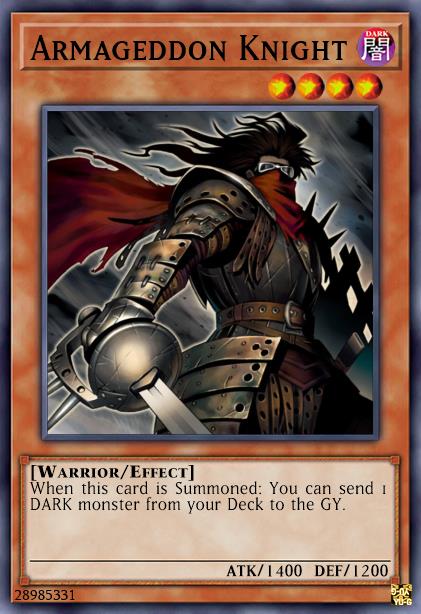 ARMAGEDDON KNIGHT
DARK
闇
[WARRIOR/EFFECT]
When this card is Summoned: You can send 1
DARK monster from your Deck to the GY.
ATK/1400 DEF/1200
28985331